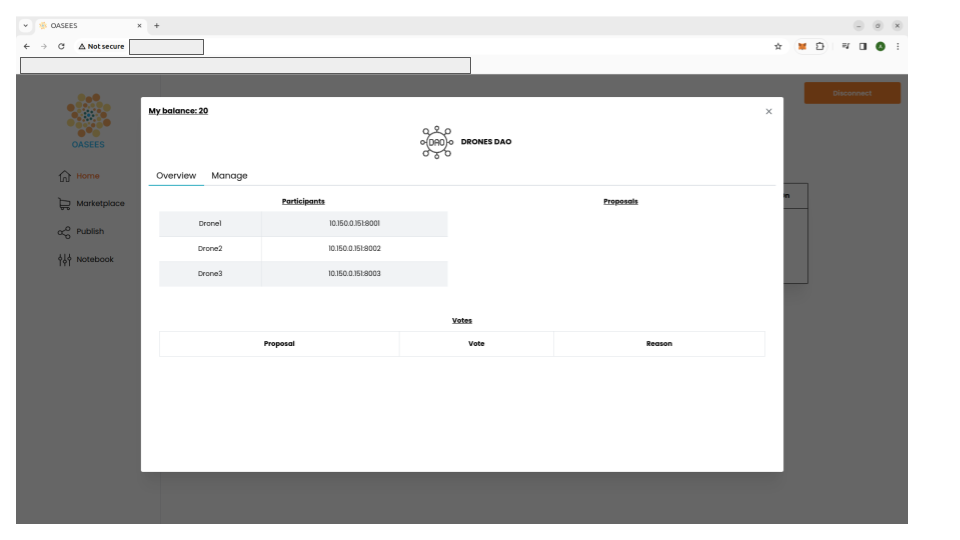 OASEES
Not secure
Disconnect
OASEES
Home
Marketplace
Publish
Notebook
My balance: 20
DAO
DRONES DAO
Overview Manage
Participants Proposals
Drone1 10.150.0.151:8001
Drone2 10.150.0.151:8002
Drone3 10.150.0.151:8003
Votes
Proposal Vote Reason